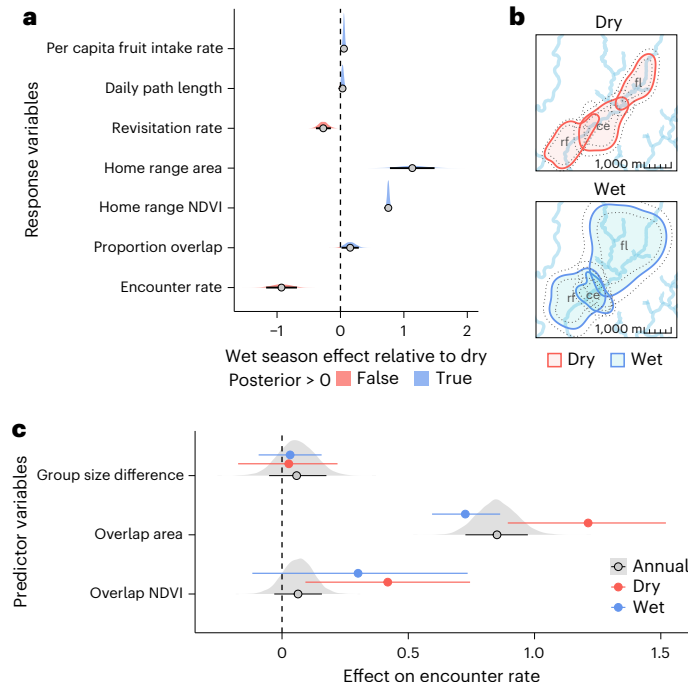 a
Response variables
Per capita fruit intake rate
Daily path length
Revisitation rate
Home range area
Home range NDVI
Proportion overlap
Encounter rate
−1 0 1 2
Wet season effect relative to dry
Posterior > 0 False True
b
Dry
fl
ce
rf
1,000 m
Wet
fl
rf ce
1,000 m
Dry Wet
c
Predictor variables
Group size difference
Overlap area
Overlap NDVI
Annual
Dry
Wet
0 0.5 1.0 1.5
Effect on encounter rate